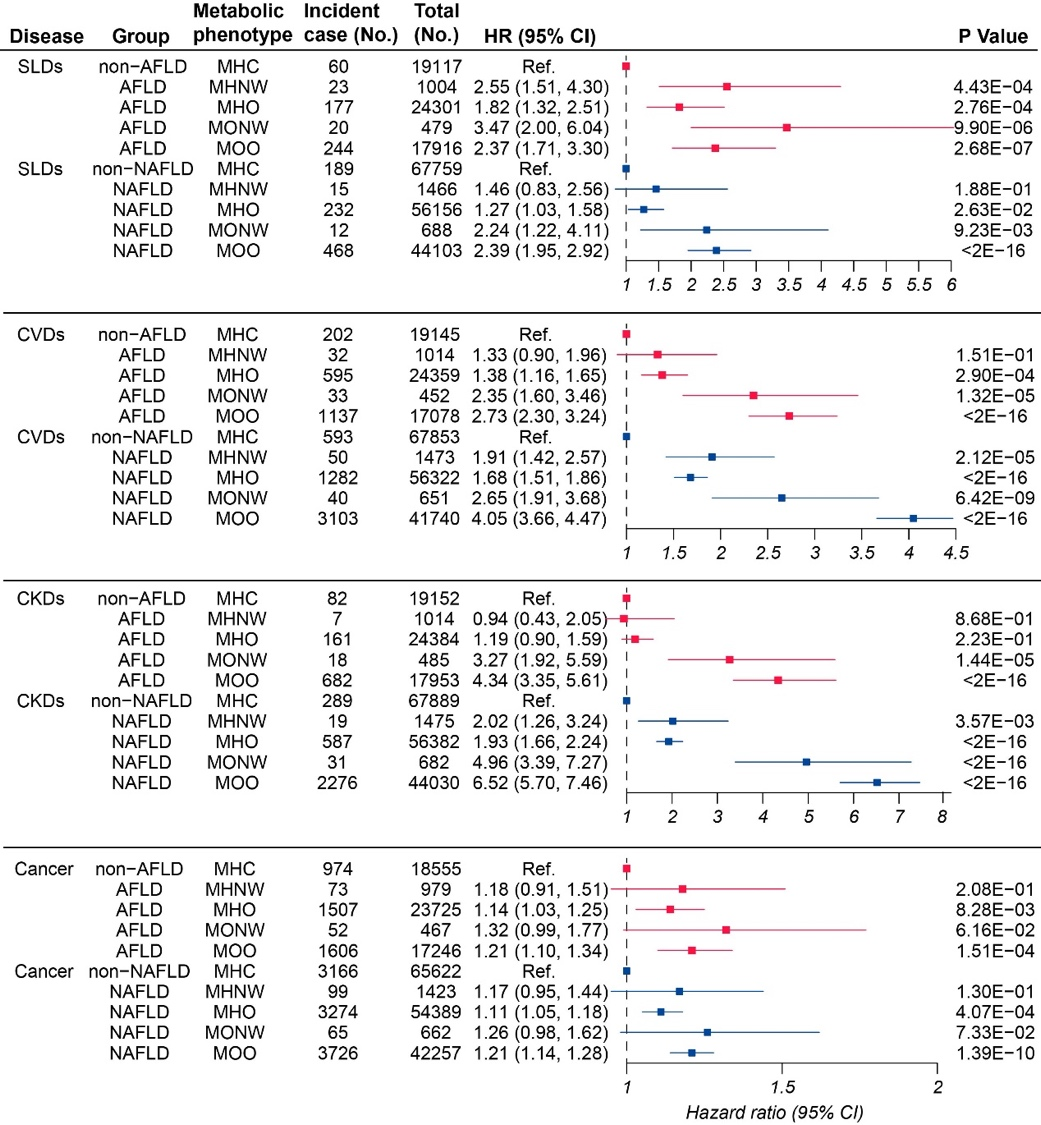 Disease Group Metabolic phenotype Incident case (No.) Total (No.) HR (95% CI) P Value
SLDs non−AFLD MHC 60 19117 Ref.
AFLD MHNW 23 1004 2.55 (1.51, 4.30) 4.43E−04
AFLD MHO 177 24301 1.82 (1.32, 2.51) 2.76E−04
AFLD MONW 20 479 3.47 (2.00, 6.04) 9.90E−06
AFLD MOO 244 17916 2.37 (1.71, 3.30) 2.68E−07
SLDs non−NAFLD MHC 189 67759 Ref.
NAFLD MHNW 15 1466 1.46 (0.83, 2.56) 1.88E−01
NAFLD MHO 232 56156 1.27 (1.03, 1.58) 2.63E−02
NAFLD MONW 12 688 2.24 (1.22, 4.11) 9.23E−03
NAFLD MOO 468 44103 2.39 (1.95, 2.92) <2E−16
1 1.5 2 2.5 3 3.5 4 4.5 5 5.5 6
CVDs non−AFLD MHC 202 19145 Ref.
AFLD MHNW 32 1014 1.33 (0.90, 1.96) 1.51E−01
AFLD MHO 595 24359 1.38 (1.16, 1.65) 2.90E−04
AFLD MONW 33 452 2.35 (1.60, 3.46) 1.32E−05
AFLD MOO 1137 17078 2.73 (2.30, 3.24) <2E−16
CVDs non−NAFLD MHC 593 67853 Ref.
NAFLD MHNW 50 1473 1.91 (1.42, 2.57) 2.12E−05
NAFLD MHO 1282 56322 1.68 (1.51, 1.86) <2E−16
NAFLD MONW 40 651 2.65 (1.91, 3.68) 6.42E−09
NAFLD MOO 3103 41740 4.05 (3.66, 4.47) <2E−16
1 1.5 2 2.5 3 3.5 4 4.5
CKDs non−AFLD MHC 82 19152 Ref.
AFLD MHNW 7 1014 0.94 (0.43, 2.05) 8.68E−01
AFLD MHO 161 24384 1.19 (0.90, 1.59) 2.23E−01
AFLD MONW 18 485 3.27 (1.92, 5.59) 1.44E−05
AFLD MOO 682 17953 4.34 (3.35, 5.61) <2E−16
CKDs non−NAFLD MHC 289 67889 Ref.
NAFLD MHNW 19 1475 2.02 (1.26, 3.24) 3.57E−03
NAFLD MHO 587 56382 1.93 (1.66, 2.24) <2E−16
NAFLD MONW 31 682 4.96 (3.39, 7.27) <2E−16
NAFLD MOO 2276 44030 6.52 (5.70, 7.46) <2E−16
1 2 3 4 5 6 7 8
Cancer non−AFLD MHC 974 18555 Ref.
AFLD MHNW 73 979 1.18 (0.91, 1.51) 2.08E−01
AFLD MHO 1507 23725 1.14 (1.03, 1.25) 8.28E−03
AFLD MONW 52 467 1.32 (0.99, 1.77) 6.16E−02
AFLD MOO 1606 17246 1.21 (1.10, 1.34) 1.51E−04
Cancer non−NAFLD MHC 3166 65622 Ref.
NAFLD MHNW 99 1423 1.17 (0.95, 1.44) 1.30E−01
NAFLD MHO 3274 54389 1.11 (1.05, 1.18) 4.07E−04
NAFLD MONW 65 662 1.26 (0.98, 1.62) 7.33E−02
NAFLD MOO 3726 42257 1.21 (1.14, 1.28) 1.39E−10
1 1.5 2
Hazard ratio (95% CI)